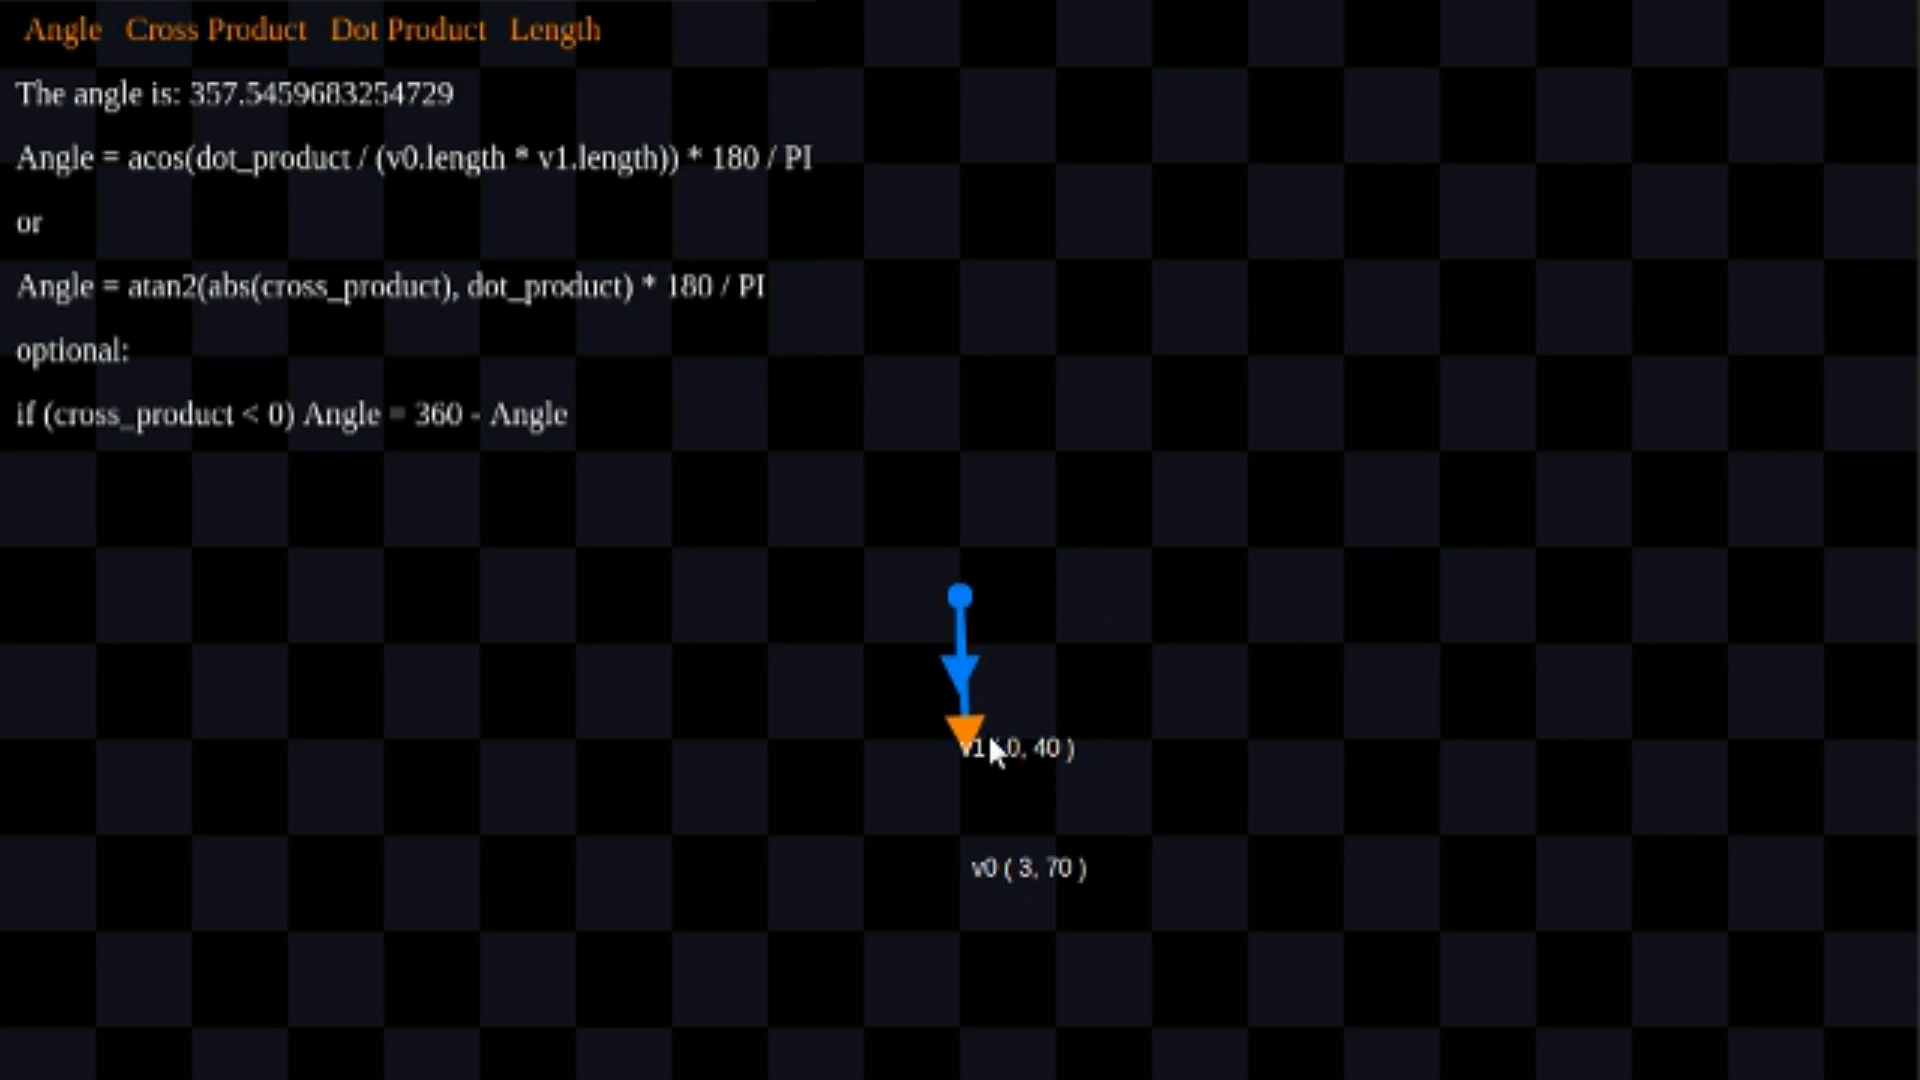 Angle Cross Product Dot Product Length
The angle is: 357.5459683254729
Angle = acos(dot_product / (v0.length * v1.length)) * 180 / PI
or
Angle = atan2(abs(cross_product), dot_product) * 180 / PI
optional:
if (cross_product < 0) Angle = 360 - Angle
v1 ( 0, 40 )
v0 ( 3, 70 )